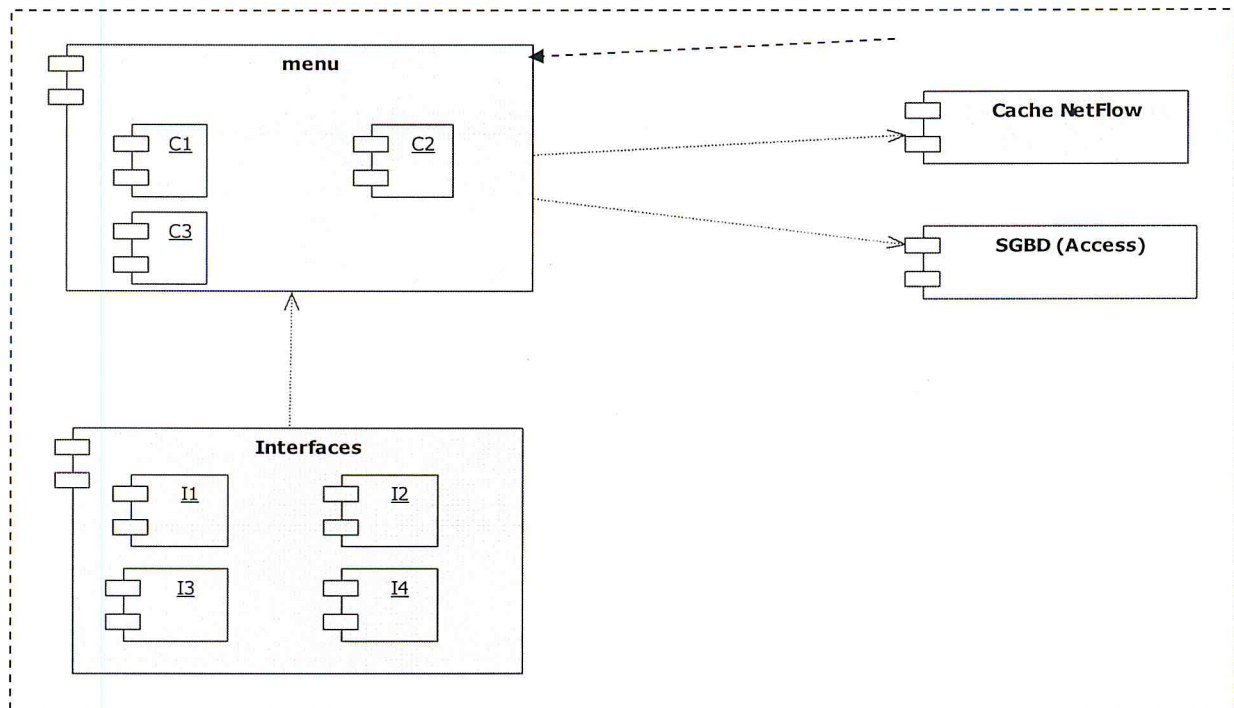 menu
C1
C2
C3
Cache NetFlow
SGBD (Access)
Interfaces
I1
I2
I3
I4